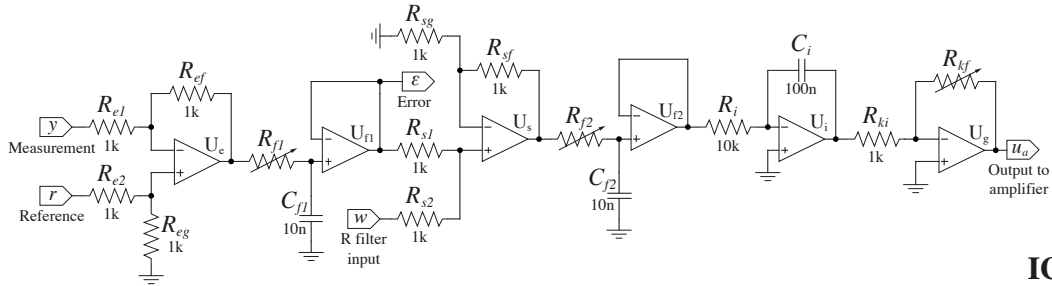 R_sg
1k
R_sf
1k
R_ef
1k
R_e1
y
Measurement
1k
U_e
R_f1
ε
Error
U_f1
R_s1
1k
U_s
R_f2
U_f2
R_i
10k
C_i
100n
U_i
R_ki
1k
R_kf
U_g
u_a
Output to
amplifier
R_e2
r
Reference
1k
R_eg
1k
C_f1
10n
w
R filter
input
R_s2
1k
C_f2
10n